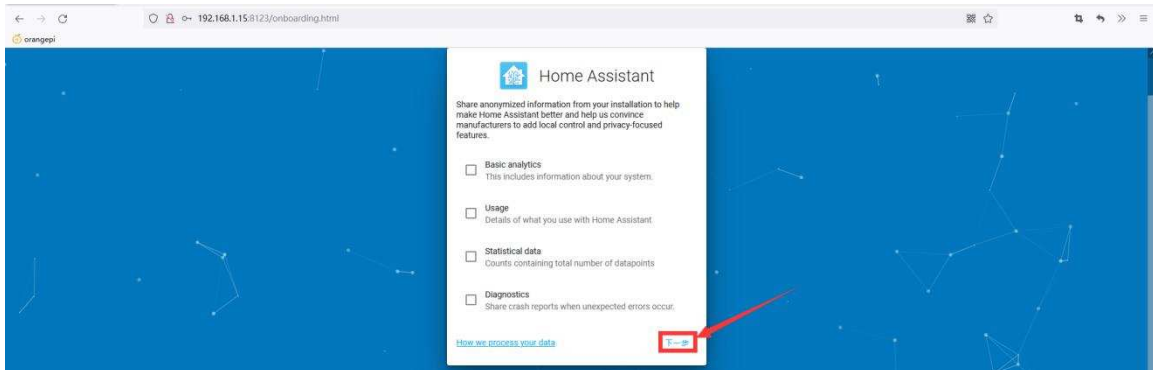 192.168.1.15:8123/onboarding.html
orangepi
Home Assistant
Share anonymized information from your installation to help
make Home Assistant better and help us convince
manufacturers to add local control and privacy-focused
features.
Basic analytics
This includes information about your system.
Usage
Details of what you use with Home Assistant
Statistical data
Counts containing total number of datapoints
Diagnostics
Share crash reports when unexpected errors occur.
How we process your data
下一步